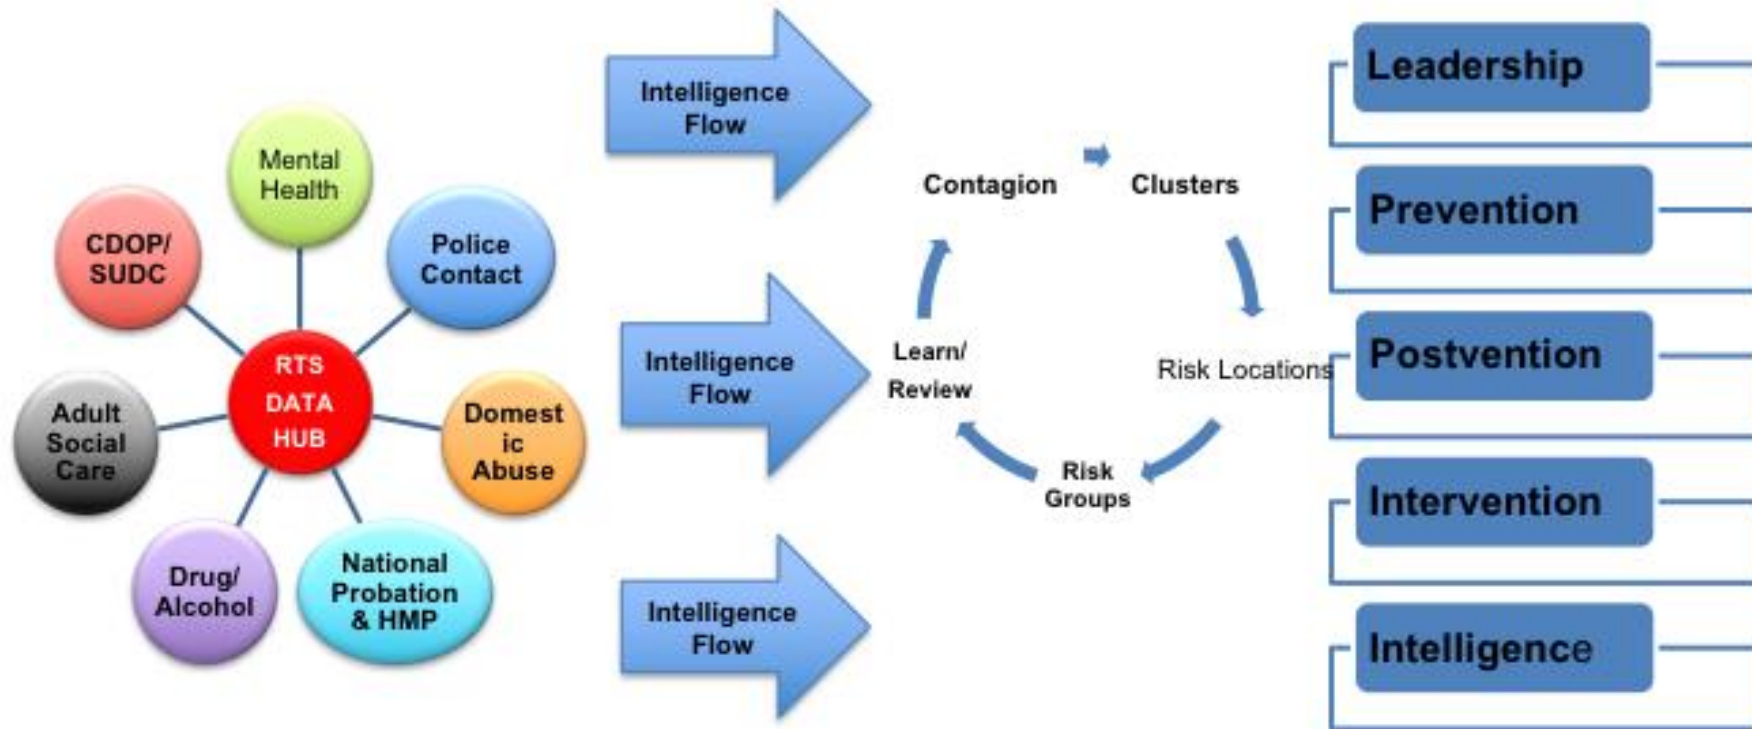 Mental
Health
CDOP/
SUDC
Police
Contact
RTS
DATA
HUB
Adult
Social
Care
Domest
ic
Abuse
Drug/
Alcohol
National
Probation
& HMP
Intelligence
Flow
Intelligence
Flow
Intelligence
Flow
Contagion
Clusters
Risk Locations
Risk
Groups
Learn/
Review
Leadership
Prevention
Postvention
Intervention
Intelligence